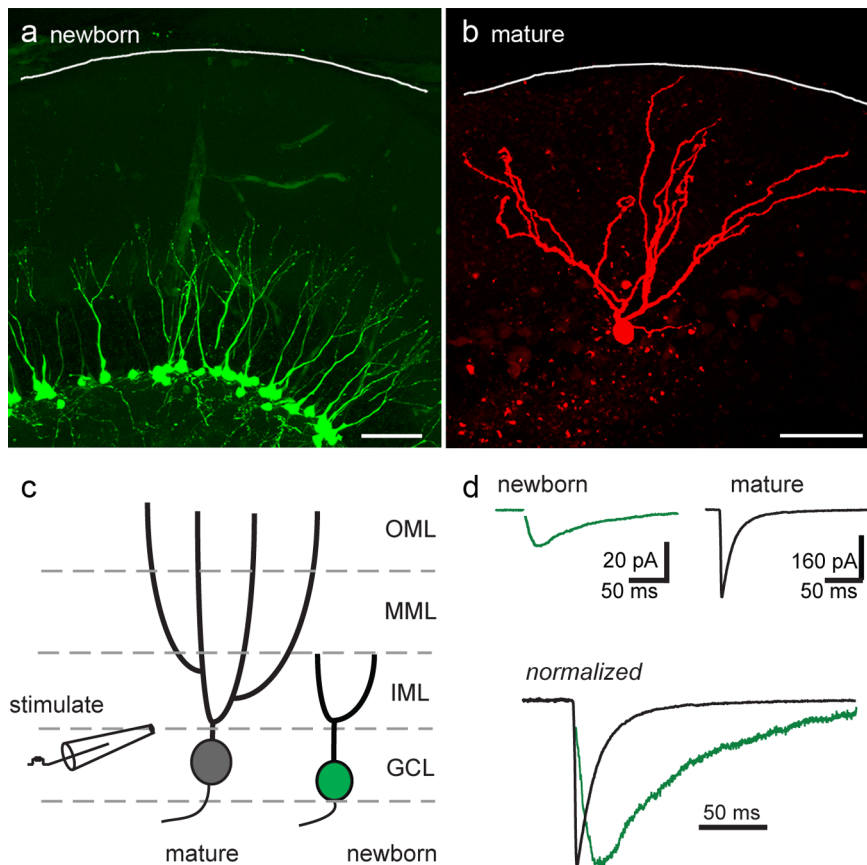 a newborn
b mature
c
OML
MML
IML
GCL
stimulate
mature
newborn
d
newborn
mature
20 pA
50 ms
160 pA
50 ms
normalized
50 ms